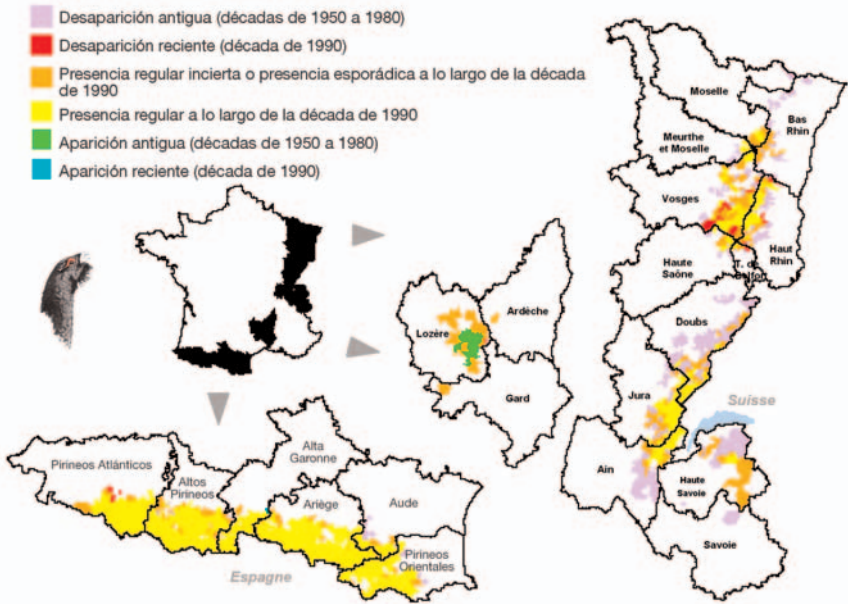 Desaparición antigua (décadas de 1950 a 1980)
Desaparición reciente (década de 1990)
Presencia regular incierta o presencia esporádica a lo largo de la década
de 1990
Presencia regular a lo largo de la década de 1990
Aparición antigua (décadas de 1950 a 1980)
Aparición reciente (década de 1990)
Moselle
Bas
Rhin
Meurthe
et Moselle
Vosges
Haut
Rhin
Haute
Saône
T. de
Belfort
Doubs
Jura
Suisse
Ain
Haute
Savoie
Savoie
Lozère
Ardèche
Gard
Pirineos Atlánticos
Altos
Pirineos
Alta
Garonne
Ariège
Aude
Pirineos
Orientales
Espagne